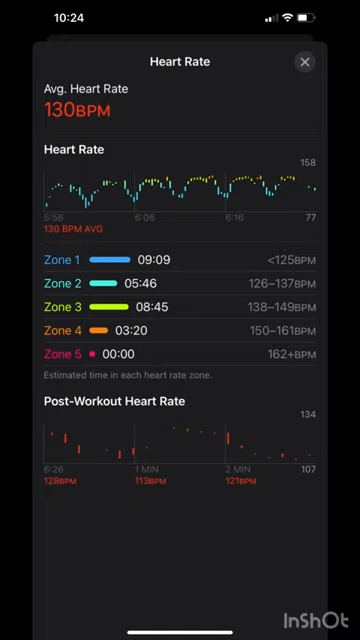 10:24
Heart Rate
Avg. Heart Rate
130BPM
Heart Rate
158
5:56 6:06 6:16 77
130 BPM AVG
Zone 1 09:09 <125BPM
Zone 2 05:46 126–137BPM
Zone 3 08:45 138–149BPM
Zone 4 03:20 150–161BPM
Zone 5 00:00 162+BPM
Estimated time in each heart rate zone.
Post-Workout Heart Rate
134
6:26 1 MIN 2 MIN 107
128BPM 113BPM 121BPM
InShOt